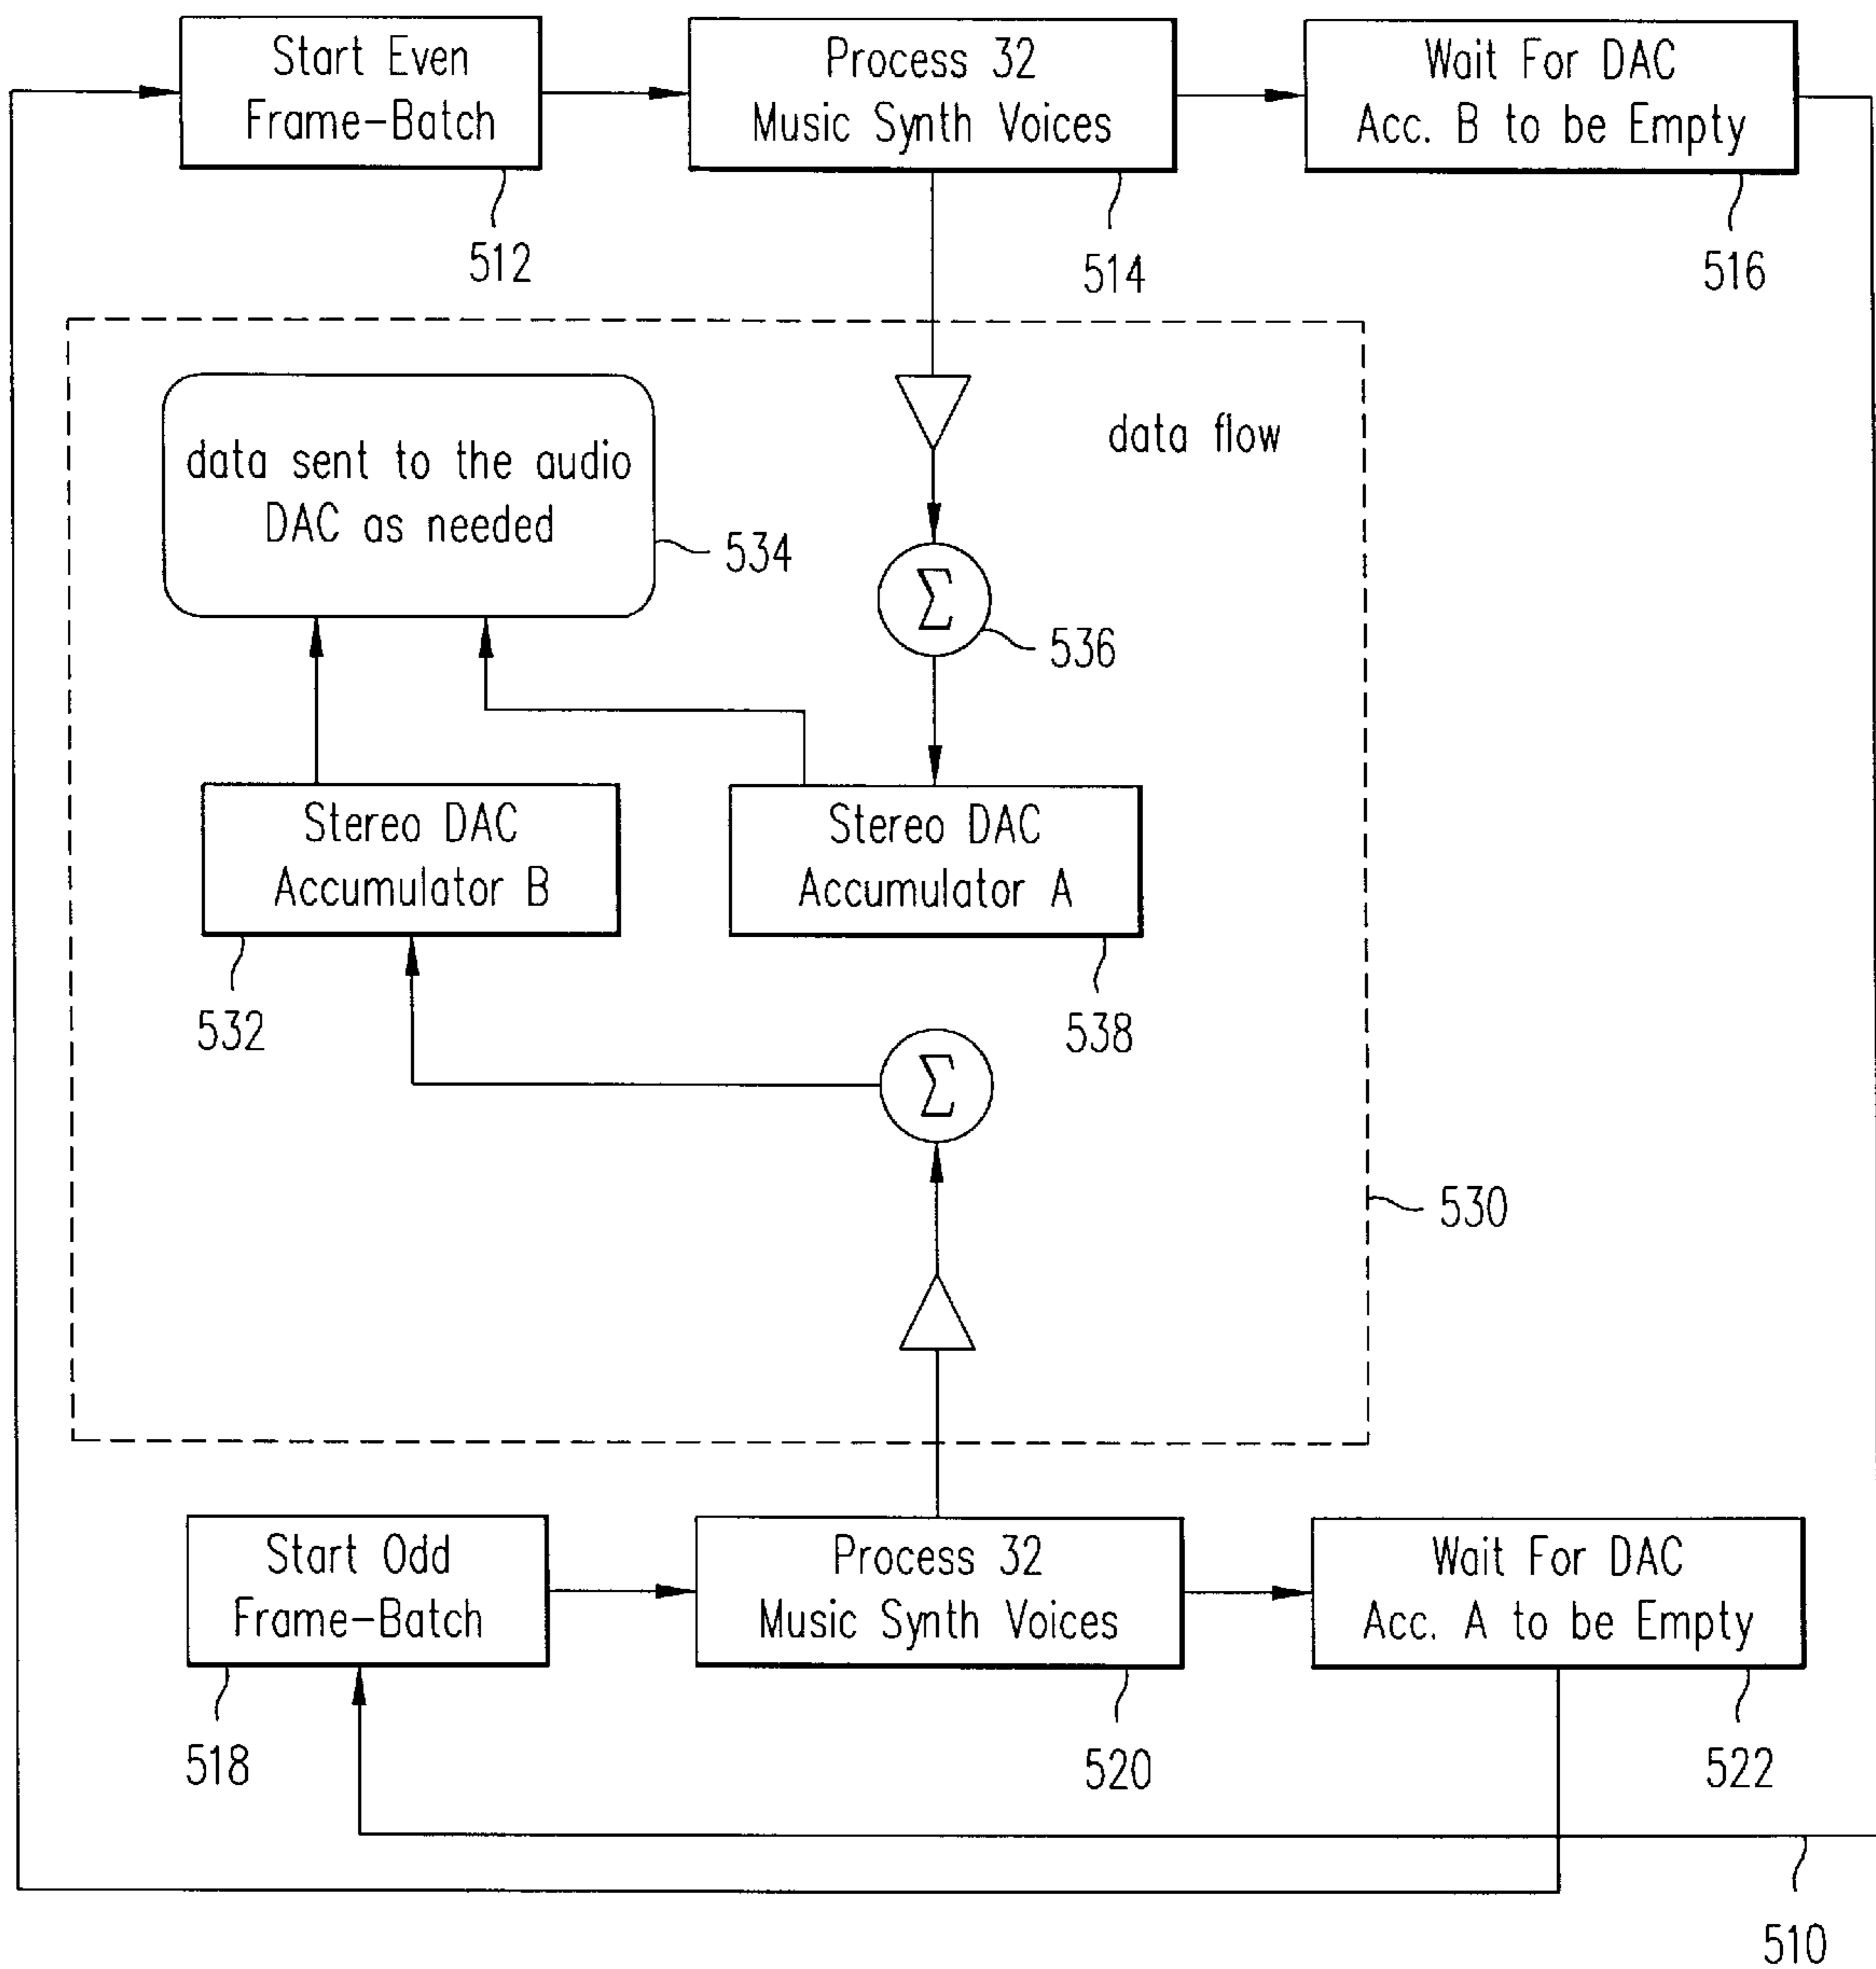 Start Even
Frame-Batch
Process 32
Music Synth Voices
Wait For DAC
Acc. B to be Empty
512
514
516
data sent to the audio
DAC as needed
data flow
534
Σ
536
Stereo DAC
Accumulator B
Stereo DAC
Accumulator A
532
538
Σ
530
Start Odd
Frame-Batch
Process 32
Music Synth Voices
Wait For DAC
Acc. A to be Empty
518
520
522
510